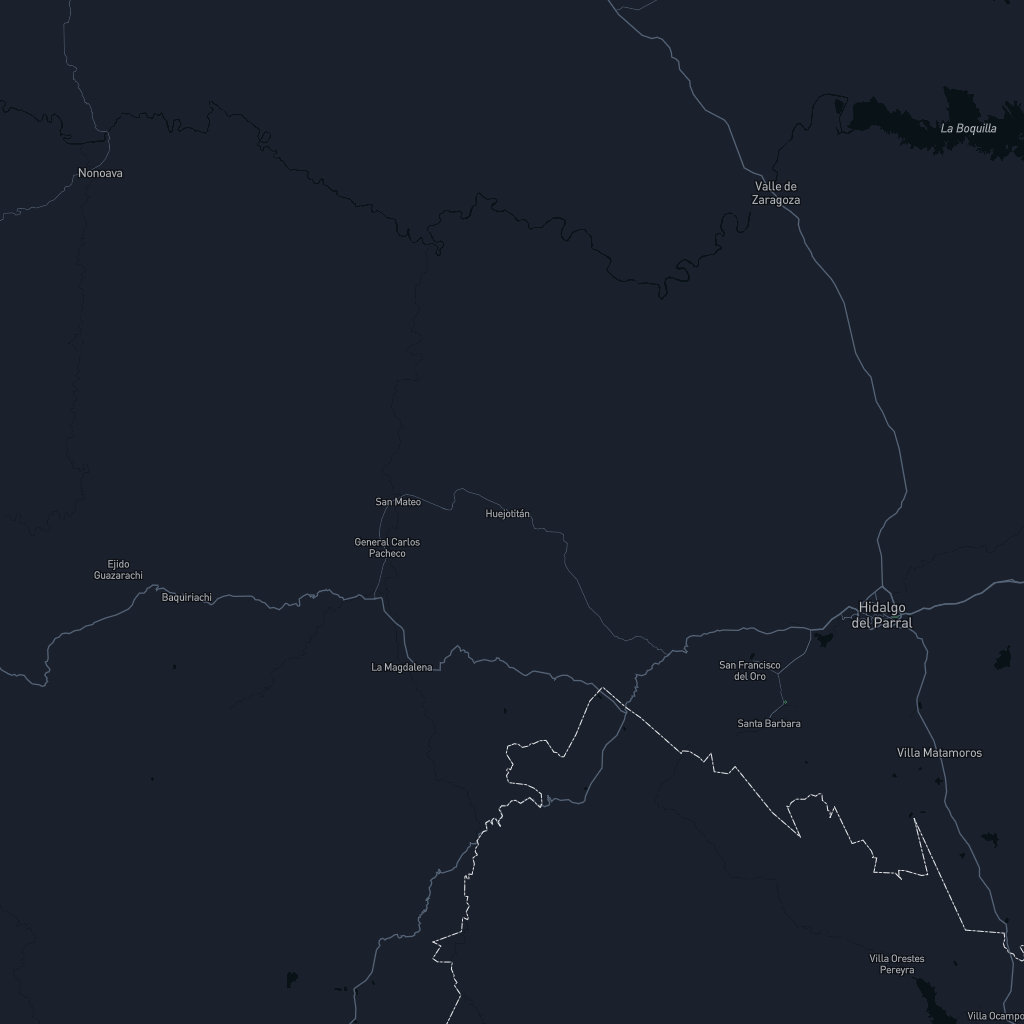 La Boquilla
Nonoava
Valle de
Zaragoza
San Mateo
Huejotitán
General Carlos
Pacheco
Ejido
Guazarachi
Baquiriachi
Hidalgo
del Parral
La Magdalena
San Francisco
del Oro
Santa Barbara
Villa Matamoros
Villa Orestes
Pereyra
Villa Ocampo